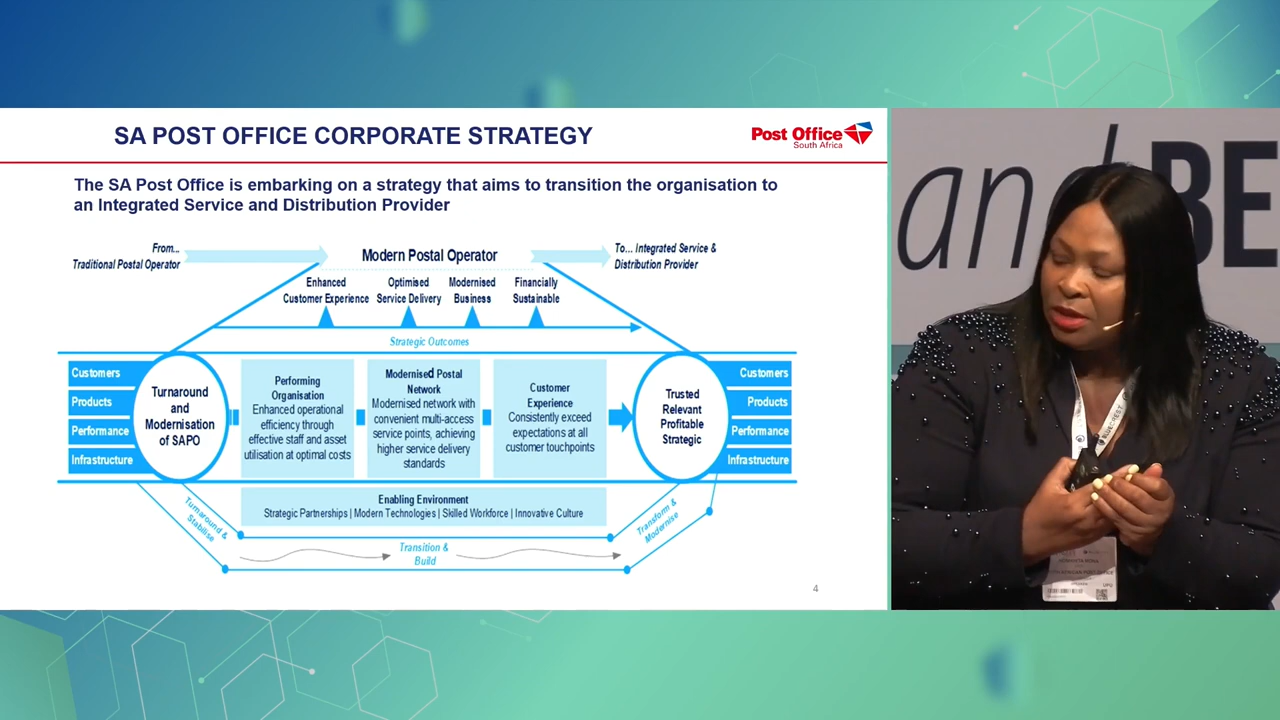 SA POST OFFICE CORPORATE STRATEGY
Post Office
South Africa
The SA Post Office is embarking on a strategy that aims to transition the organisation to
an Integrated Service and Distribution Provider
From...
Traditional Postal Operator
Modern Postal Operator
To... Integrated Service &
Distribution Provider
Enhanced
Customer Experience
Optimised
Service Delivery
Modernised
Business
Financially
Sustainable
Strategic Outcomes
Customers
Products
Performance
Infrastructure
Turnaround
and
Modernisation
of SAPO
Performing
Organisation
Enhanced operational
efficiency through
effective staff and asset
utilisation at optimal costs
Modernised Postal
Network
Modernised network with
convenient multi-access
service points, achieving
higher service delivery
standards
Customer
Experience
Consistently exceed
expectations at all
customer touchpoints
Trusted
Relevant
Profitable
Strategic
Customers
Products
Performance
Infrastructure
Enabling Environment
Strategic Partnerships | Modern Technologies | Skilled Workforce | Innovative Culture
Turnaround &
Stabilise
Transition &
Build
Transform &
Modernise
4
and BE
BLUECREST
UPU